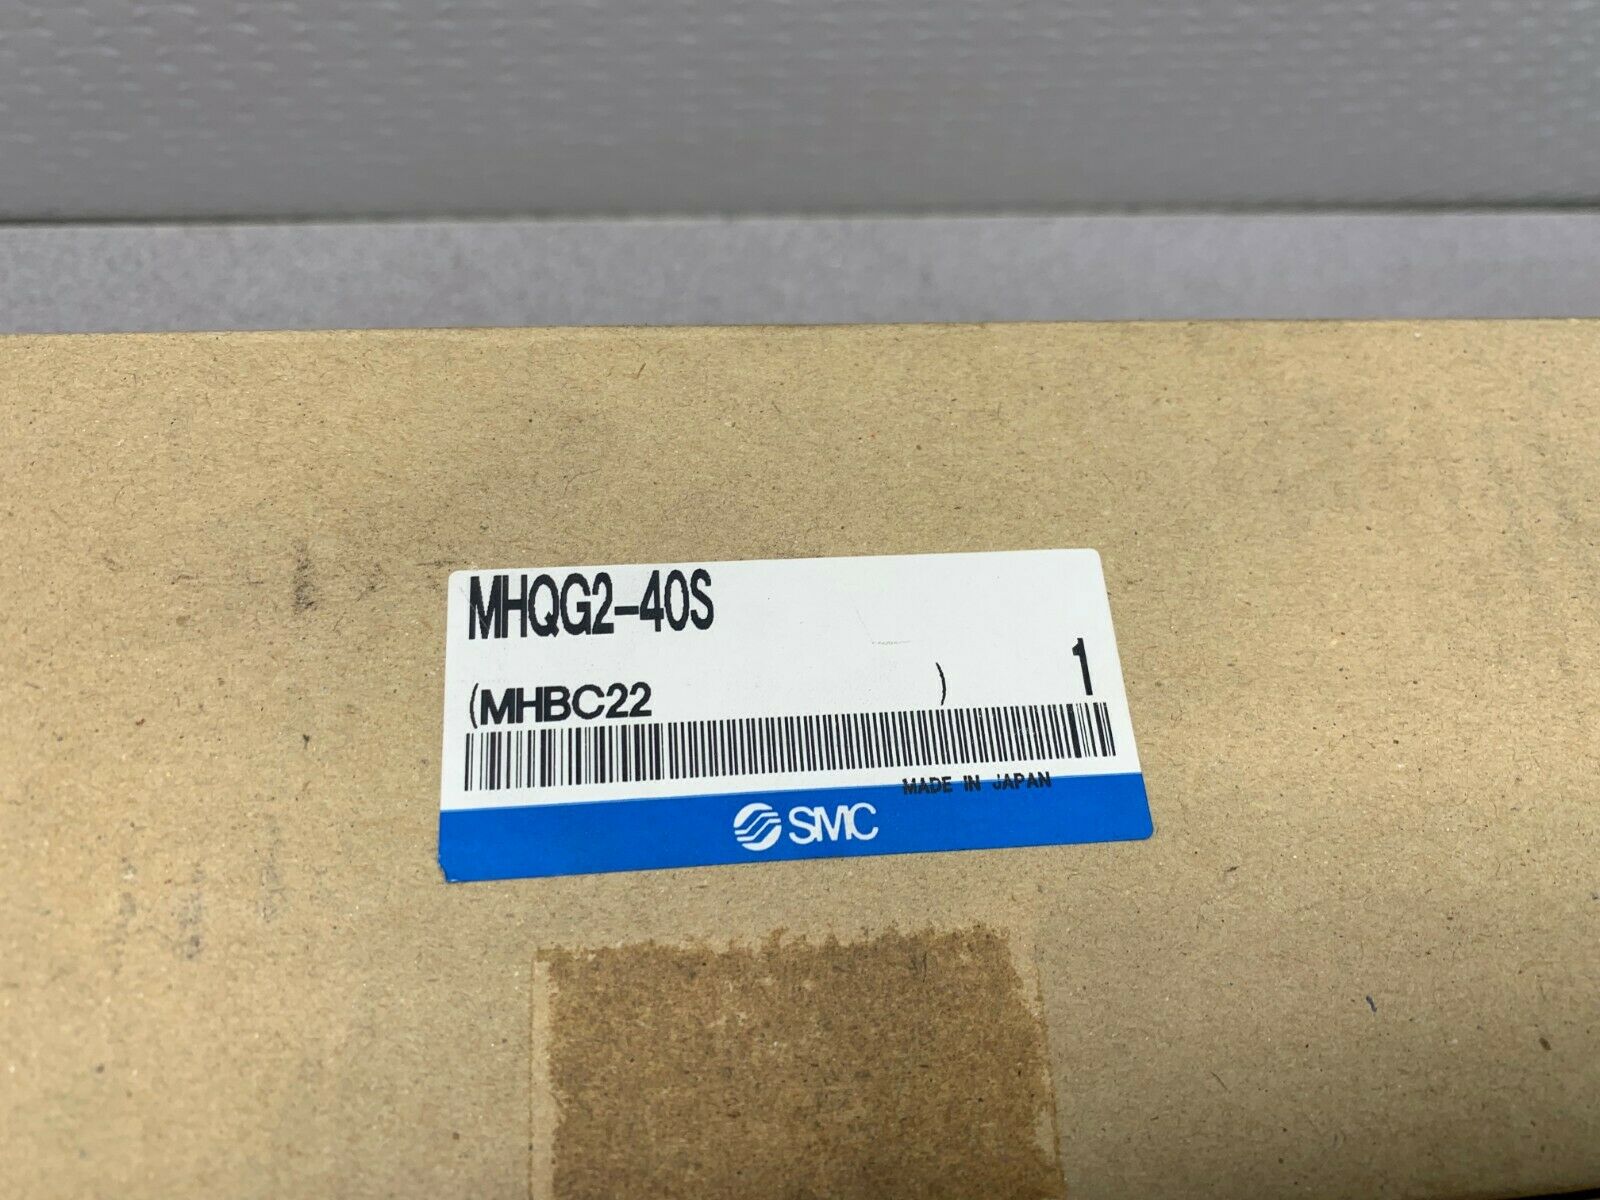 MHQG2-40S
(MHBC22 ) 1
MADE IN JAPAN
SMC